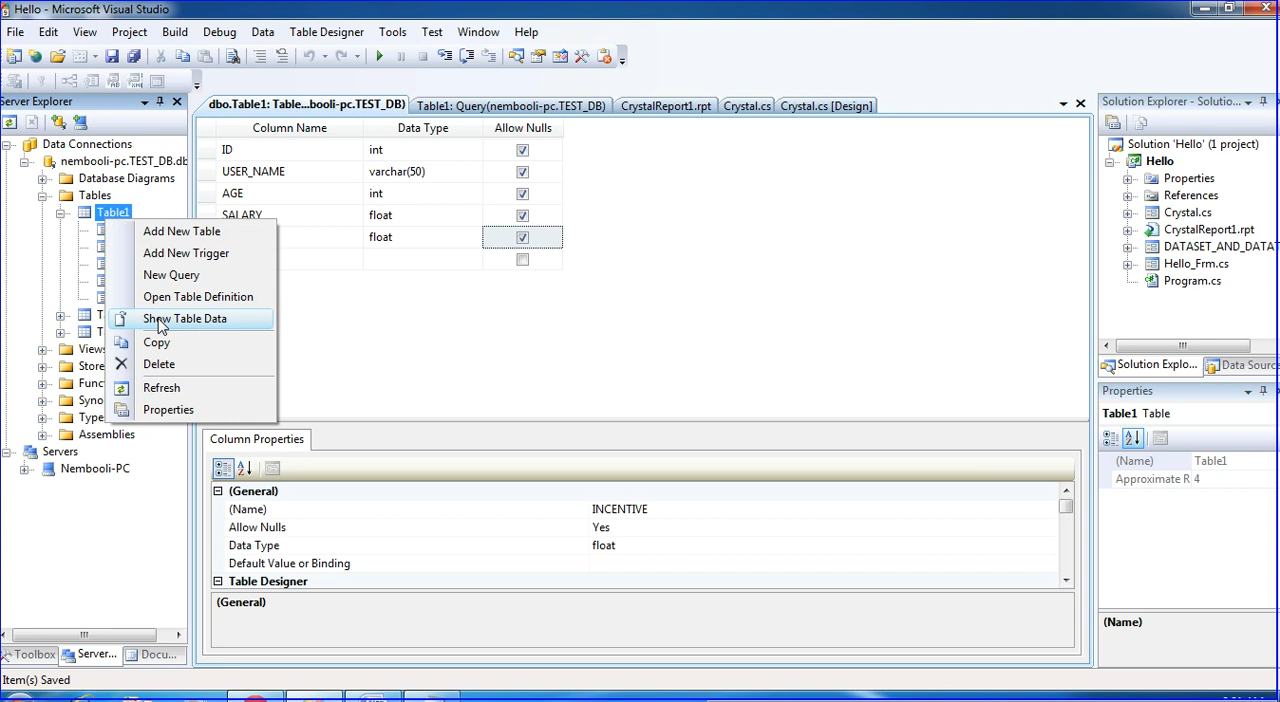 Hello - Microsoft Visual Studio
File Edit View Project Build Debug Data Table Designer Tools Test Window Help
Server Explorer
Data Connections
nembooli-pc.TEST_DB.db
Database Diagrams
Tables
Table1
Views
Store
Func
Syno
Type
Assemblies
Servers
Nembooli-PC
Toolbox Server... Docu...
Add New Table
Add New Trigger
New Query
Open Table Definition
Show Table Data
Copy
Delete
Refresh
Properties
dbo.Table1: Table...booli-pc.TEST_DB) Table1: Query(nembooli-pc.TEST_DB) CrystalReport1.rpt Crystal.cs Crystal.cs [Design]
Column Name Data Type Allow Nulls
ID int
USER_NAME varchar(50)
AGE int
SALARY float
float
Column Properties
(General)
(Name) INCENTIVE
Allow Nulls Yes
Data Type float
Default Value or Binding
Table Designer
(General)
Solution Explorer - Solutio...
Solution 'Hello' (1 project)
Hello
Properties
References
Crystal.cs
CrystalReport1.rpt
DATASET_AND_DATA
Hello_Frm.cs
Program.cs
Solution Explo... Data Sourc
Properties
Table1 Table
(Name) Table1
Approximate R 4
(Name)
Item(s) Saved